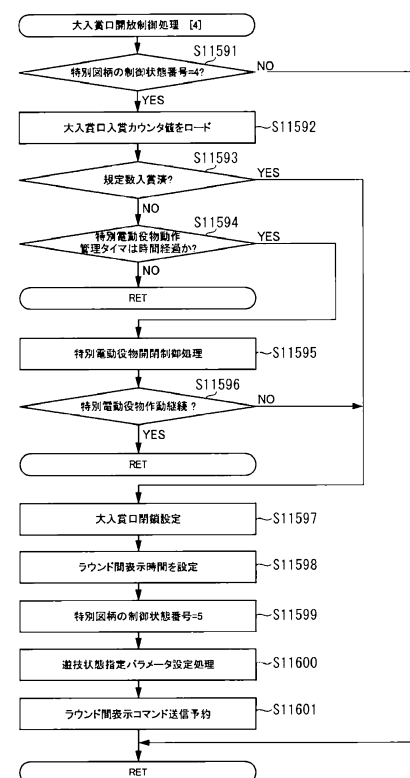 大入賞口開放制御処理 [4]
S11591
特別図柄の制御状態番号=4?
NO
YES
大入賞口入賞カウンタ値をロード
S11592
S11593
規定数入賞済?
YES
NO
S11594
特別電動役物動作
管理タイマは時間経過か?
YES
NO
RET
特別電動役物開閉制御処理
S11595
S11596
特別電動役物作動継続?
NO
YES
RET
大入賞口閉鎖設定
S11597
ラウンド間表示時間を設定
S11598
特別図柄の制御状態番号=5
S11599
遊技状態指定パラメータ設定処理
S11600
ラウンド間表示コマンド送信予約
S11601
RET